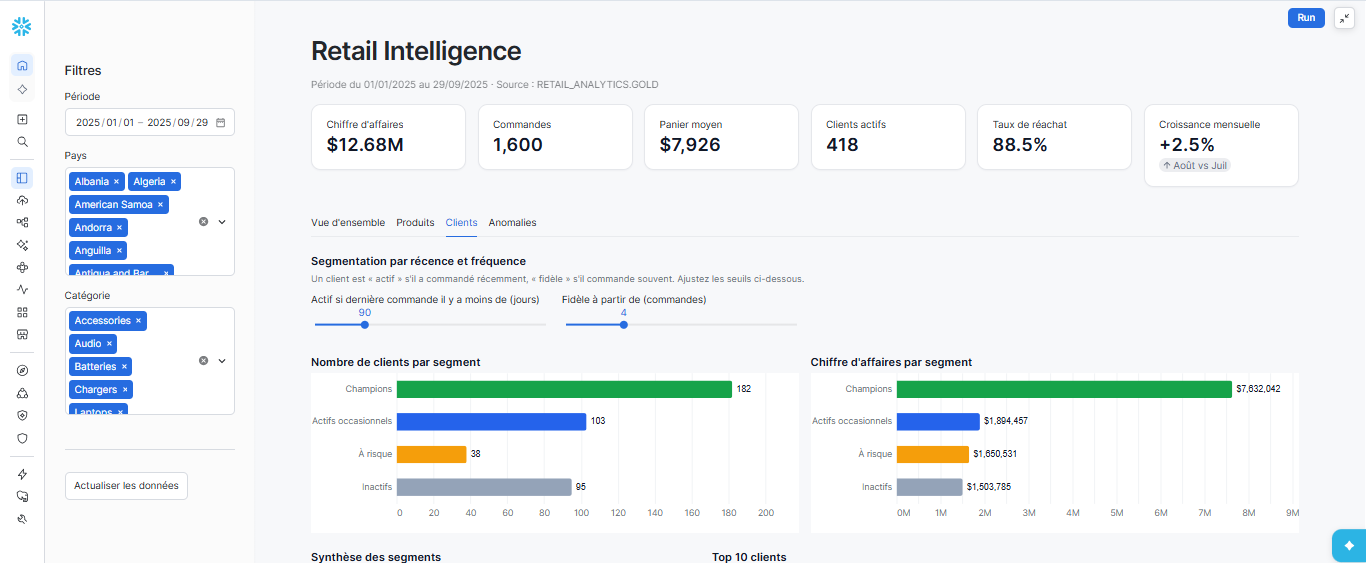 Run
Retail Intelligence
Période du 01/01/2025 au 29/09/2025 · Source : RETAIL_ANALYTICS.GOLD
Filtres
Période
2025/01/01 – 2025/09/29
Pays
Albania × Algeria ×
American Samoa ×
Andorra ×
Anguilla ×
Antigua and Bar... ×
Catégorie
Accessories ×
Audio ×
Batteries ×
Chargers ×
Laptops ×
Actualiser les données
Chiffre d'affaires
$12.68M
Commandes
1,600
Panier moyen
$7,926
Clients actifs
418
Taux de réachat
88.5%
Croissance mensuelle
+2.5%
↑ Août vs Juil
Vue d'ensemble Produits Clients Anomalies
Segmentation par récence et fréquence
Un client est « actif » s'il a commandé récemment, « fidèle » s'il commande souvent. Ajustez les seuils ci-dessous.
Actif si dernière commande il y a moins de (jours)
90
Fidèle à partir de (commandes)
4
Nombre de clients par segment
Champions 182
Actifs occasionnels 103
À risque 38
Inactifs 95
0 20 40 60 80 100 120 140 160 180 200
Chiffre d'affaires par segment
Champions $7,632,042
Actifs occasionnels $1,894,457
À risque $1,650,531
Inactifs $1,503,785
0M 1M 2M 3M 4M 5M 6M 7M 8M 9M
Synthèse des segments
Top 10 clients